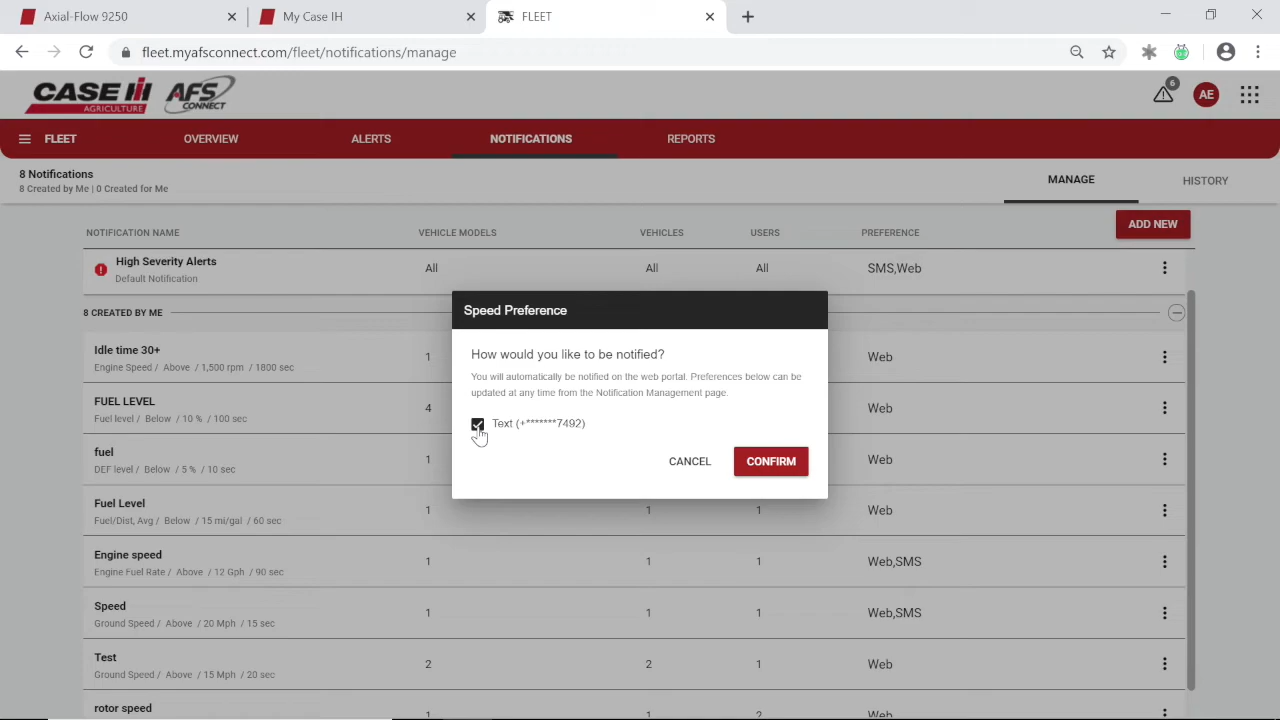 Axial-Flow 9250
My Case IH
FLEET
fleet.myafsconnect.com/fleet/notifications/manage
CASE IH
AGRICULTURE
AFS
CONNECT
6
AE
FLEET
OVERVIEW
ALERTS
NOTIFICATIONS
REPORTS
8 Notifications
8 Created by Me | 0 Created for Me
MANAGE
HISTORY
NOTIFICATION NAME
VEHICLE MODELS
VEHICLES
USERS
PREFERENCE
ADD NEW
High Severity Alerts
Default Notification
All
All
All
SMS,Web
8 CREATED BY ME
Speed Preference
How would you like to be notified?
You will automatically be notified on the web portal. Preferences below can be
updated at any time from the Notification Management page.
Text (+*******7492)
CANCEL
CONFIRM
Idle time 30+
Engine Speed / Above / 1,500 rpm / 1800 sec
1
Web
FUEL LEVEL
Fuel level / Below / 10 % / 100 sec
4
Web
fuel
DEF level / Below / 5 % / 10 sec
1
Web
Fuel Level
Fuel/Dist, Avg / Below / 15 mi/gal / 60 sec
1
1
1
Web
Engine speed
Engine Fuel Rate / Above / 12 Gph / 90 sec
1
1
1
Web,SMS
Speed
Ground Speed / Above / 20 Mph / 15 sec
1
1
1
Web,SMS
Test
Ground Speed / Above / 15 Mph / 20 sec
2
2
1
Web
rotor speed
1
1
2
Web